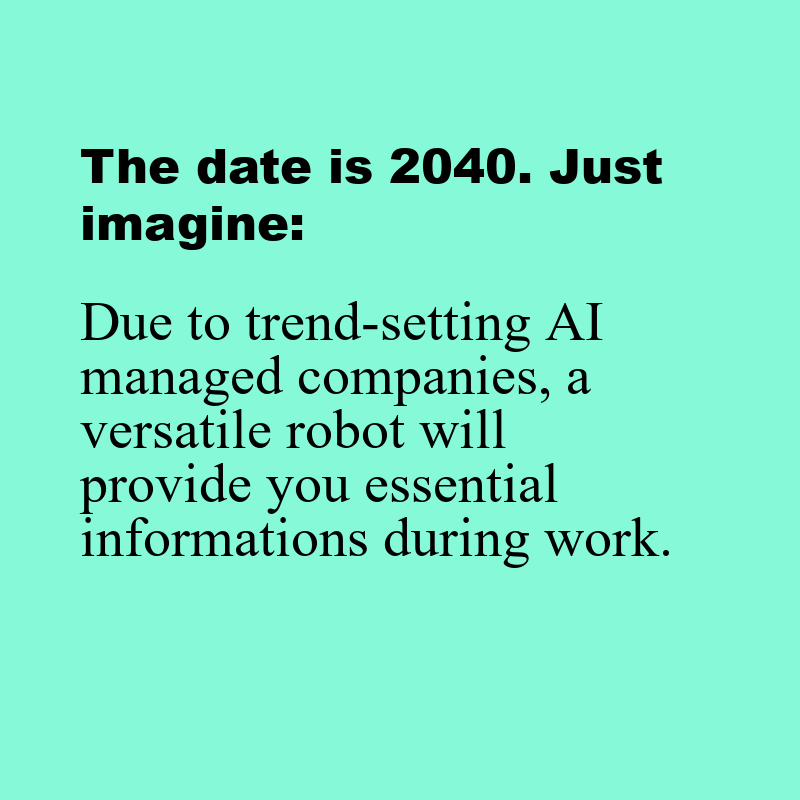 The date is 2040. Just
imagine:
Due to trend-setting AI
managed companies, a
versatile robot will
provide you essential
informations during work.